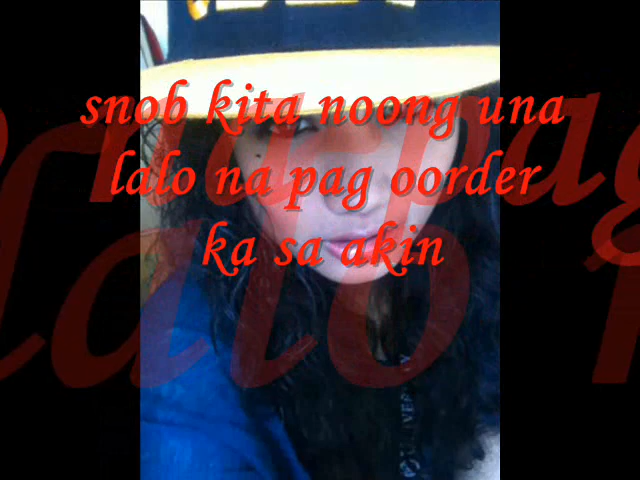 snob kita noong una
lalo na pag oorder
ka sa akin